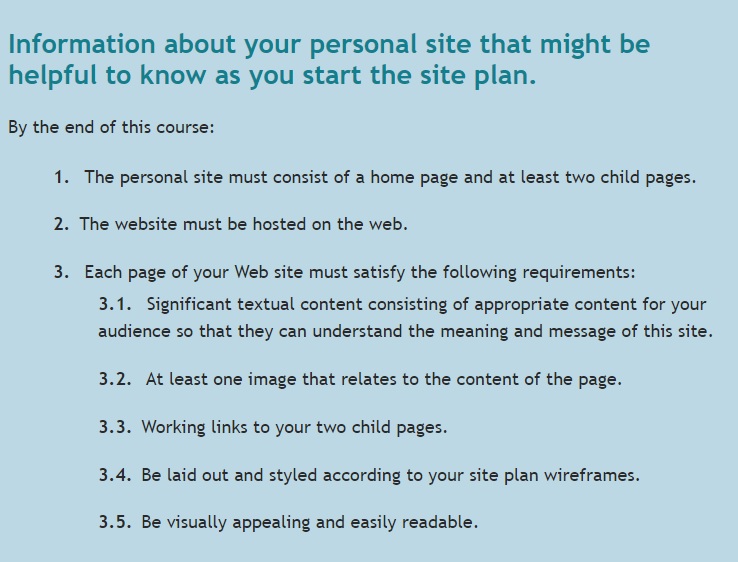 Information about your personal site that might be
helpful to know as you start the site plan.
By the end of this course:
1. The personal site must consist of a home page and at least two child pages.
2. The website must be hosted on the web.
3. Each page of your Web site must satisfy the following requirements:
3.1. Significant textual content consisting of appropriate content for your
audience so that they can understand the meaning and message of this site.
3.2. At least one image that relates to the content of the page.
3.3. Working links to your two child pages.
3.4. Be laid out and styled according to your site plan wireframes.
3.5. Be visually appealing and easily readable.